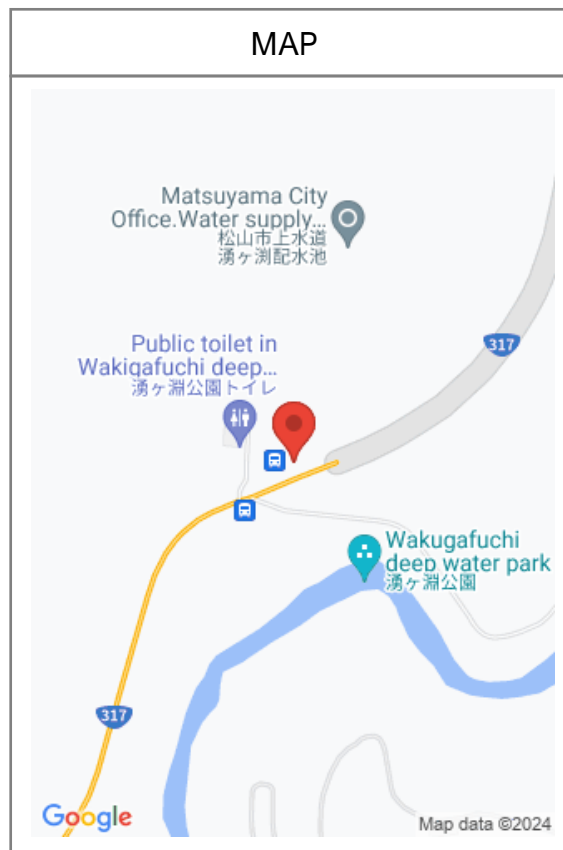 MAP
Matsuyama City
Office.Water supply...
松山市上水道
湧ヶ渕配水池
317
Public toilet in
Wakigafuchi deep...
湧ヶ淵公園トイレ
Wakugafuchi
deep water park
湧ヶ淵公園
317
Google
Map data ©2024